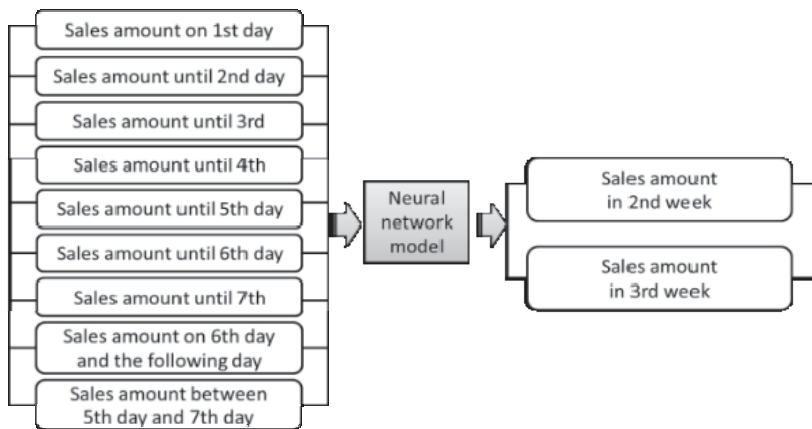 Sales amount on 1st day
Sales amount until 2nd day
Sales amount until 3rd
Sales amount until 4th
Sales amount until 5th day
Sales amount until 6th day
Sales amount until 7th
Sales amount on 6th day
and the following day
Sales amount between
5th day and 7th day
Neural
network
model
Sales amount
in 2nd week
Sales amount
in 3rd week